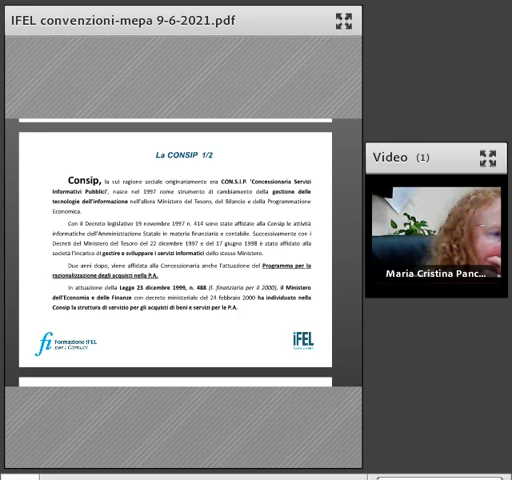 IFEL convenzioni-mepa 9-6-2021.pdf
La CONSIP 1/2
Consip, la cui ragione sociale originariamente era CON.S.I.P. 'Concessionaria Servizi
Informativi Pubblici', nasce nel 1997 come strumento di cambiamento della gestione delle
tecnologie dell'informazione nell'allora Ministero del Tesoro, del Bilancio e della Programmazione
Economica.
Con il Decreto legislativo 19 novembre 1997 n. 414 sono state affidate alla Consip le attività
informatiche dell'Amministrazione Statale in materia finanziaria e contabile. Successivamente con i
Decreti del Ministero del Tesoro del 22 dicembre 1997 e del 17 giugno 1998 è stato affidato alla
società l'incarico di gestire e sviluppare i servizi informatici dello stesso Ministero.
Due anni dopo, viene affidata alla Concessionaria anche l'attuazione del Programma per la
razionalizzazione degli acquisti nella P.A.
In attuazione della Legge 23 dicembre 1999, n. 488 (l. finanziaria per il 2000), il Ministero
dell'Economia e delle Finanze con decreto ministeriale del 24 febbraio 2000 ha individuato nella
Consip la struttura di servizio per gli acquisti di beni e servizi per le P.A.
fi Formazione IFEL
per i Comuni
iFEL
Video (1)
Maria Cristina Panc...